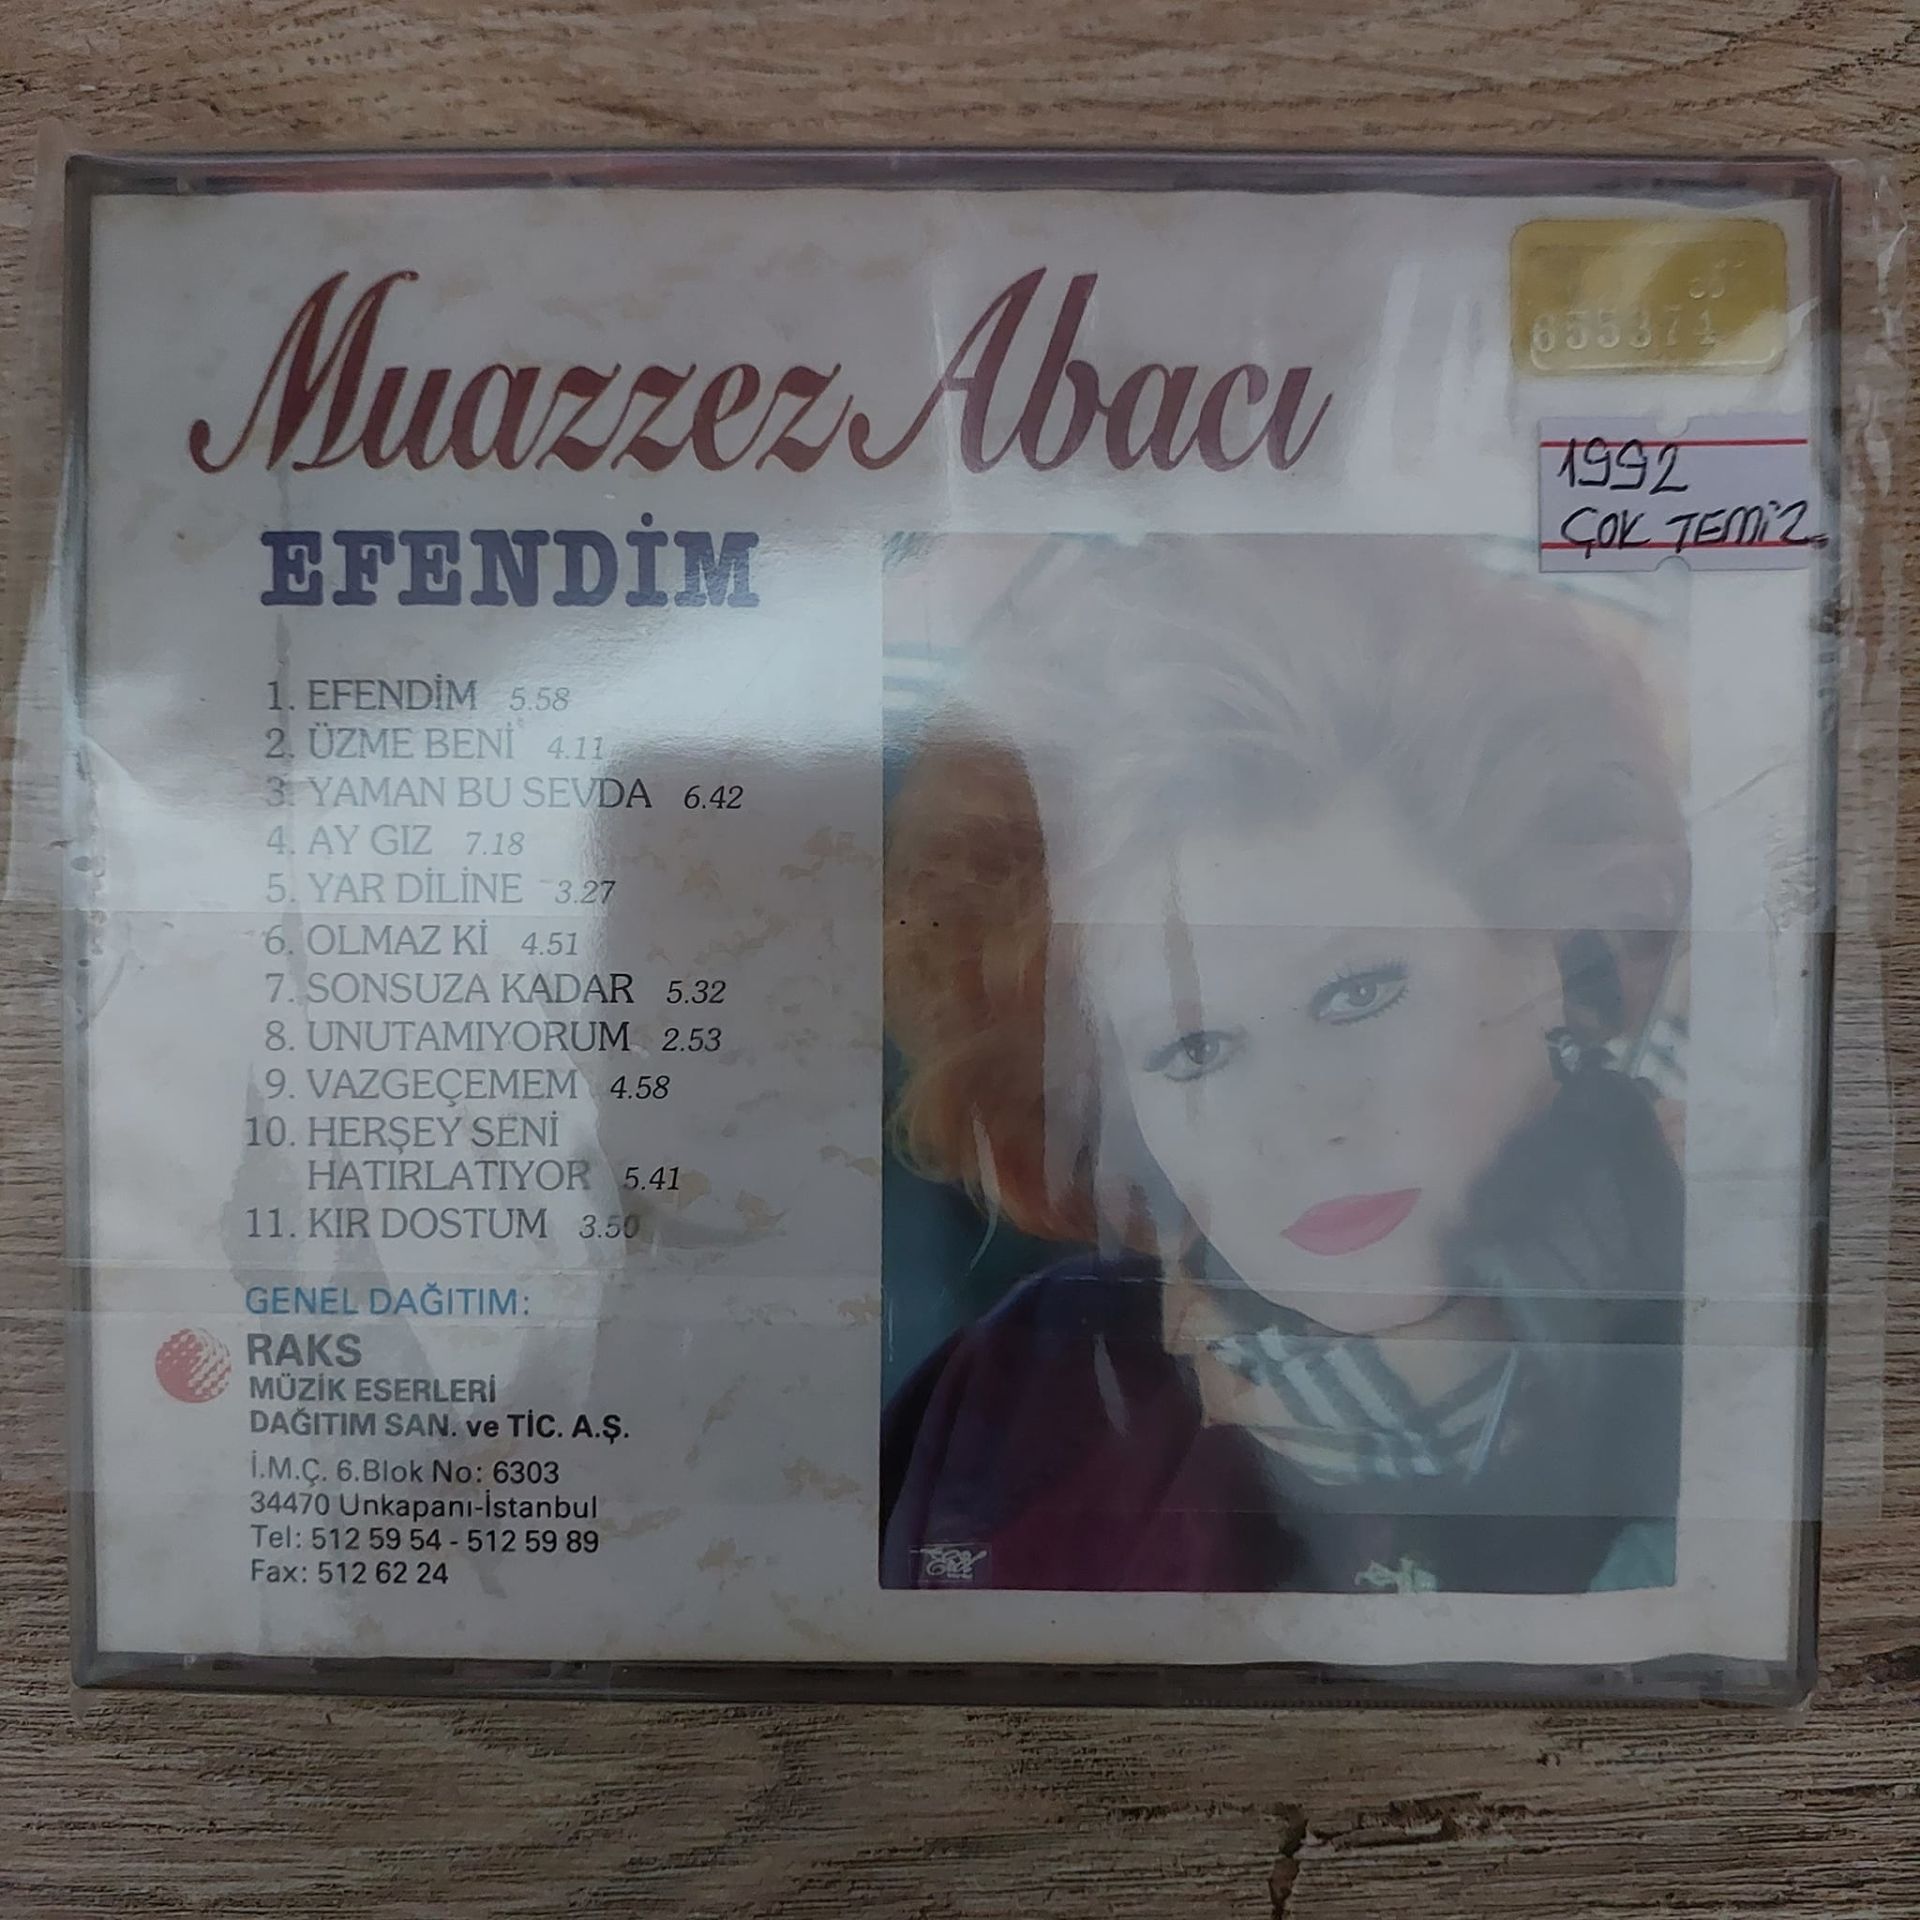 Muazzez Abacı
EFENDİM
1. EFENDİM 5.58
2. ÜZME BENİ 4.11
3. YAMAN BU SEVDA 6.42
4. AY GIZ 7.18
5. YAR DİLİNE 3.27
6. OLMAZ Kİ 4.51
7. SONSUZA KADAR 5.32
8. UNUTAMIYORUM 2.53
9. VAZGEÇEMEM 4.58
10. HERŞEY SENİ
HATIRLATIYOR 5.41
11. KIR DOSTUM 3.50
GENEL DAĞITIM:
RAKS
MÜZİK ESERLERİ
DAĞITIM SAN. ve TİC. A.Ş.
İ.M.Ç. 6.Blok No: 6303
34470 Unkapanı-İstanbul
Tel: 512 59 54 - 512 59 89
Fax: 512 62 24
1992
ÇOK TEMİZ